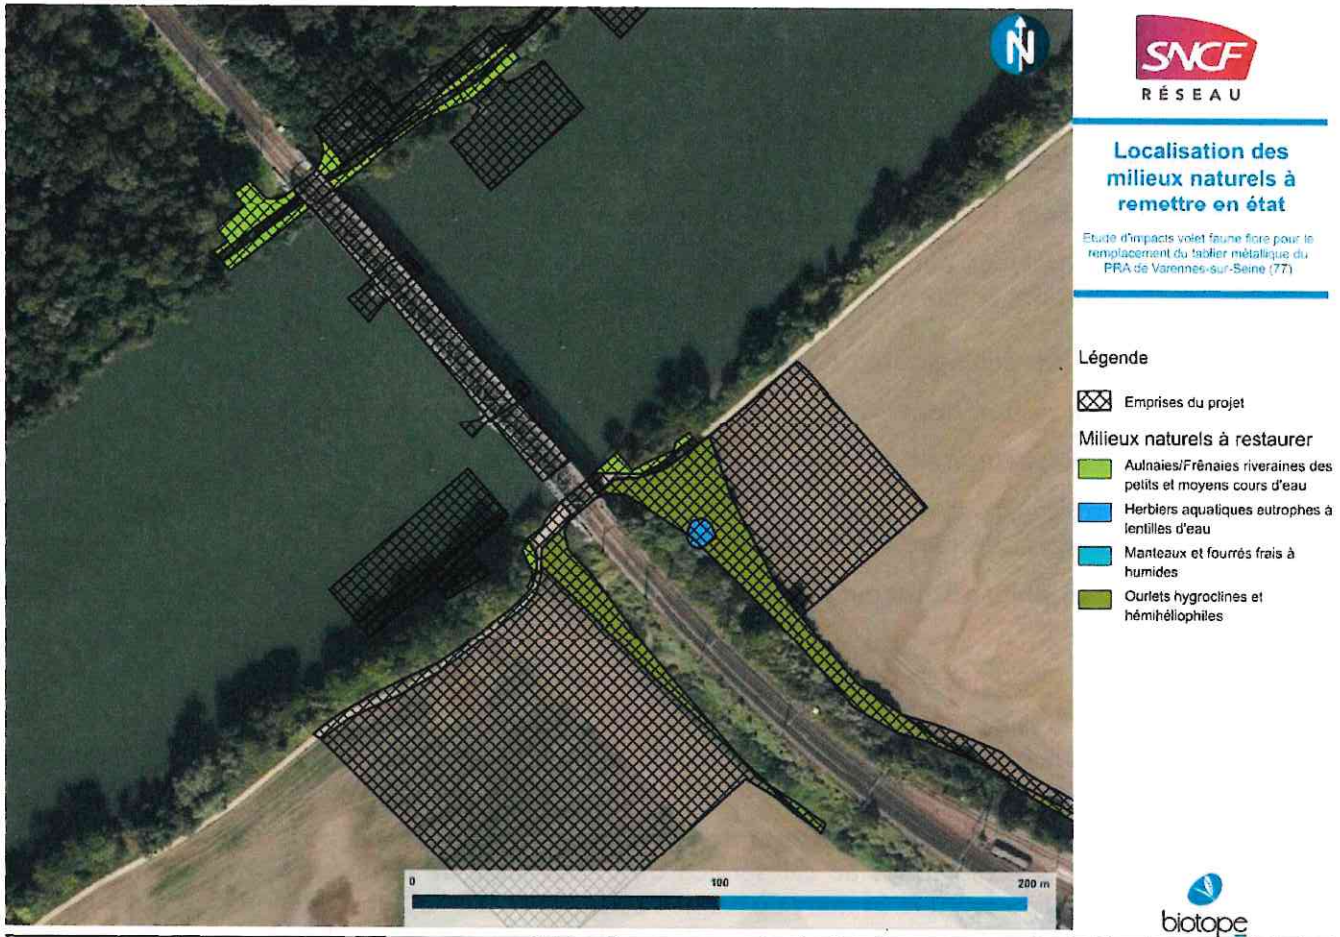 N
SNCF
RÉSEAU
Localisation des
milieux naturels à
remettre en état
Etude d'impacts volet faune flore pour le
remplacement du tablier métallique du
PRA de Varennes-sur-Seine (77)
Légende
Emprises du projet
Milieux naturels à restaurer
Aulnaies/Frênaies riveraines des
petits et moyens cours d'eau
Herbiers aquatiques eutrophes à
lentilles d'eau
Manteaux et fourrés frais à
humides
Ourlets hygroclines et
hémihéliophiles
0 100 200 m
biotope